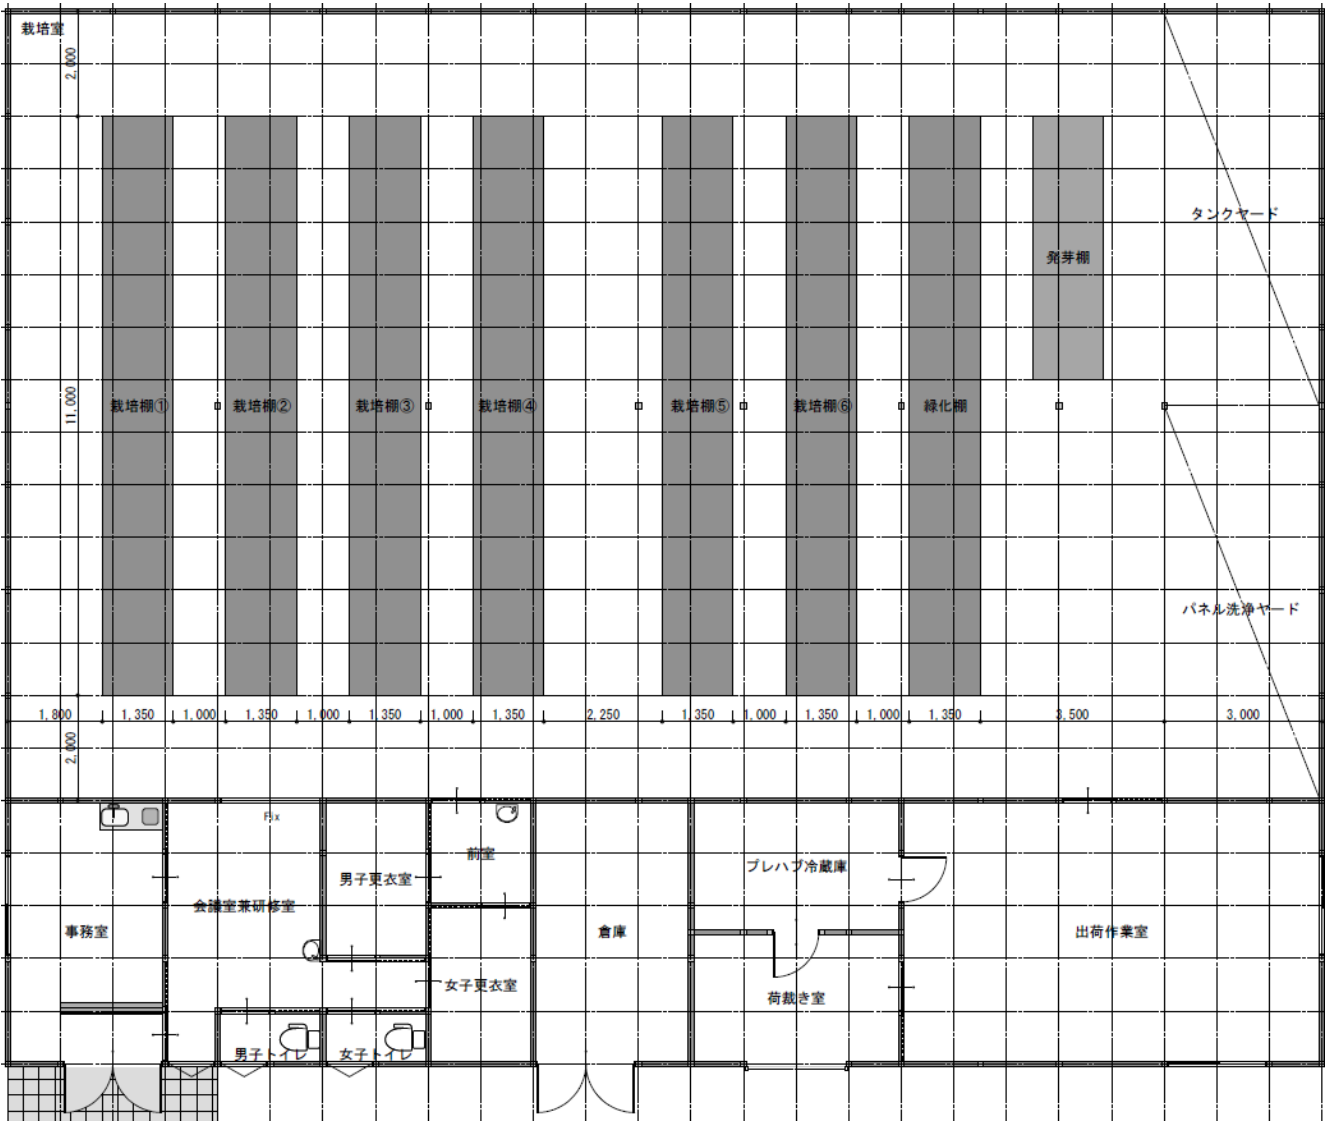 栽培室
2,000
タンクヤード
発芽棚
11,000
栽培棚①
栽培棚②
栽培棚③
栽培棚④
栽培棚⑤
栽培棚⑥
緑化棚
パネル洗浄ヤード
1,800
1,350
1,000
1,350
1,000
1,350
1,000
1,350
2,250
1,350
1,000
1,350
1,000
1,350
3,500
3,000
2,000
Fix
前室
プレハブ冷蔵庫
男子更衣室
会議室兼研修室
事務室
倉庫
出荷作業室
女子更衣室
荷裁き室
男子トイレ
女子トイレ